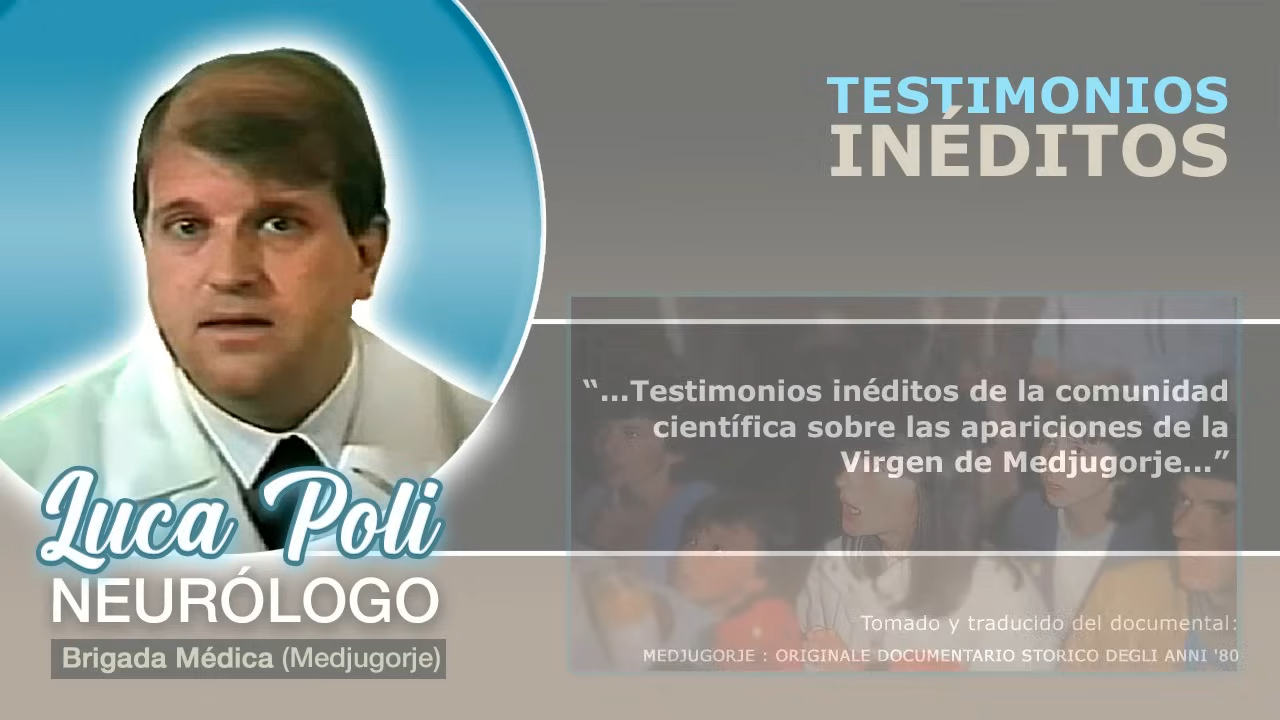 TESTIMONIOS
INÉDITOS
“...Testimonios inéditos de la comunidad
científica sobre las apariciones de la
Virgen de Medjugorje...”
Luca Poli
NEURÓLOGO
Brigada Médica (Medjugorje)
Tomado y traducido del documental:
MEDJUGORJE : ORIGINALE DOCUMENTARIO STORICO DEGLI ANNI '80